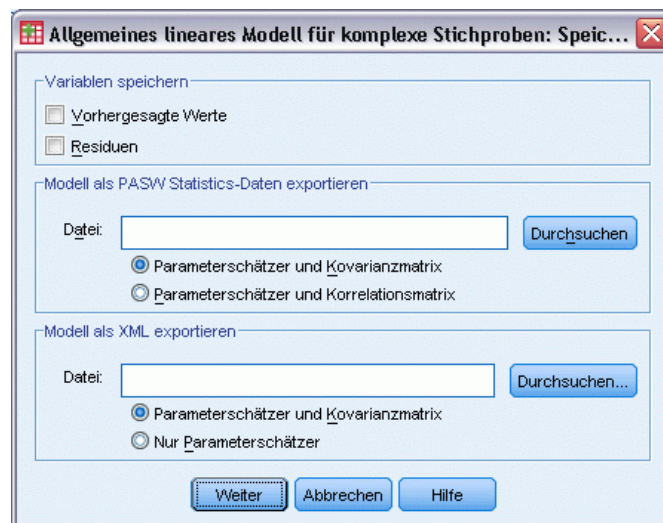 Allgemeines lineares Modell für komplexe Stichproben: Speic...
Variablen speichern
Vorhergesagte Werte
Residuen
Modell als PASW Statistics-Daten exportieren
Datei: Durchsuchen
Parameterschätzer und Kovarianzmatrix
Parameterschätzer und Korrelationsmatrix
Modell als XML exportieren
Datei: Durchsuchen...
Parameterschätzer und Kovarianzmatrix
Nur Parameterschätzer
Weiter Abbrechen Hilfe